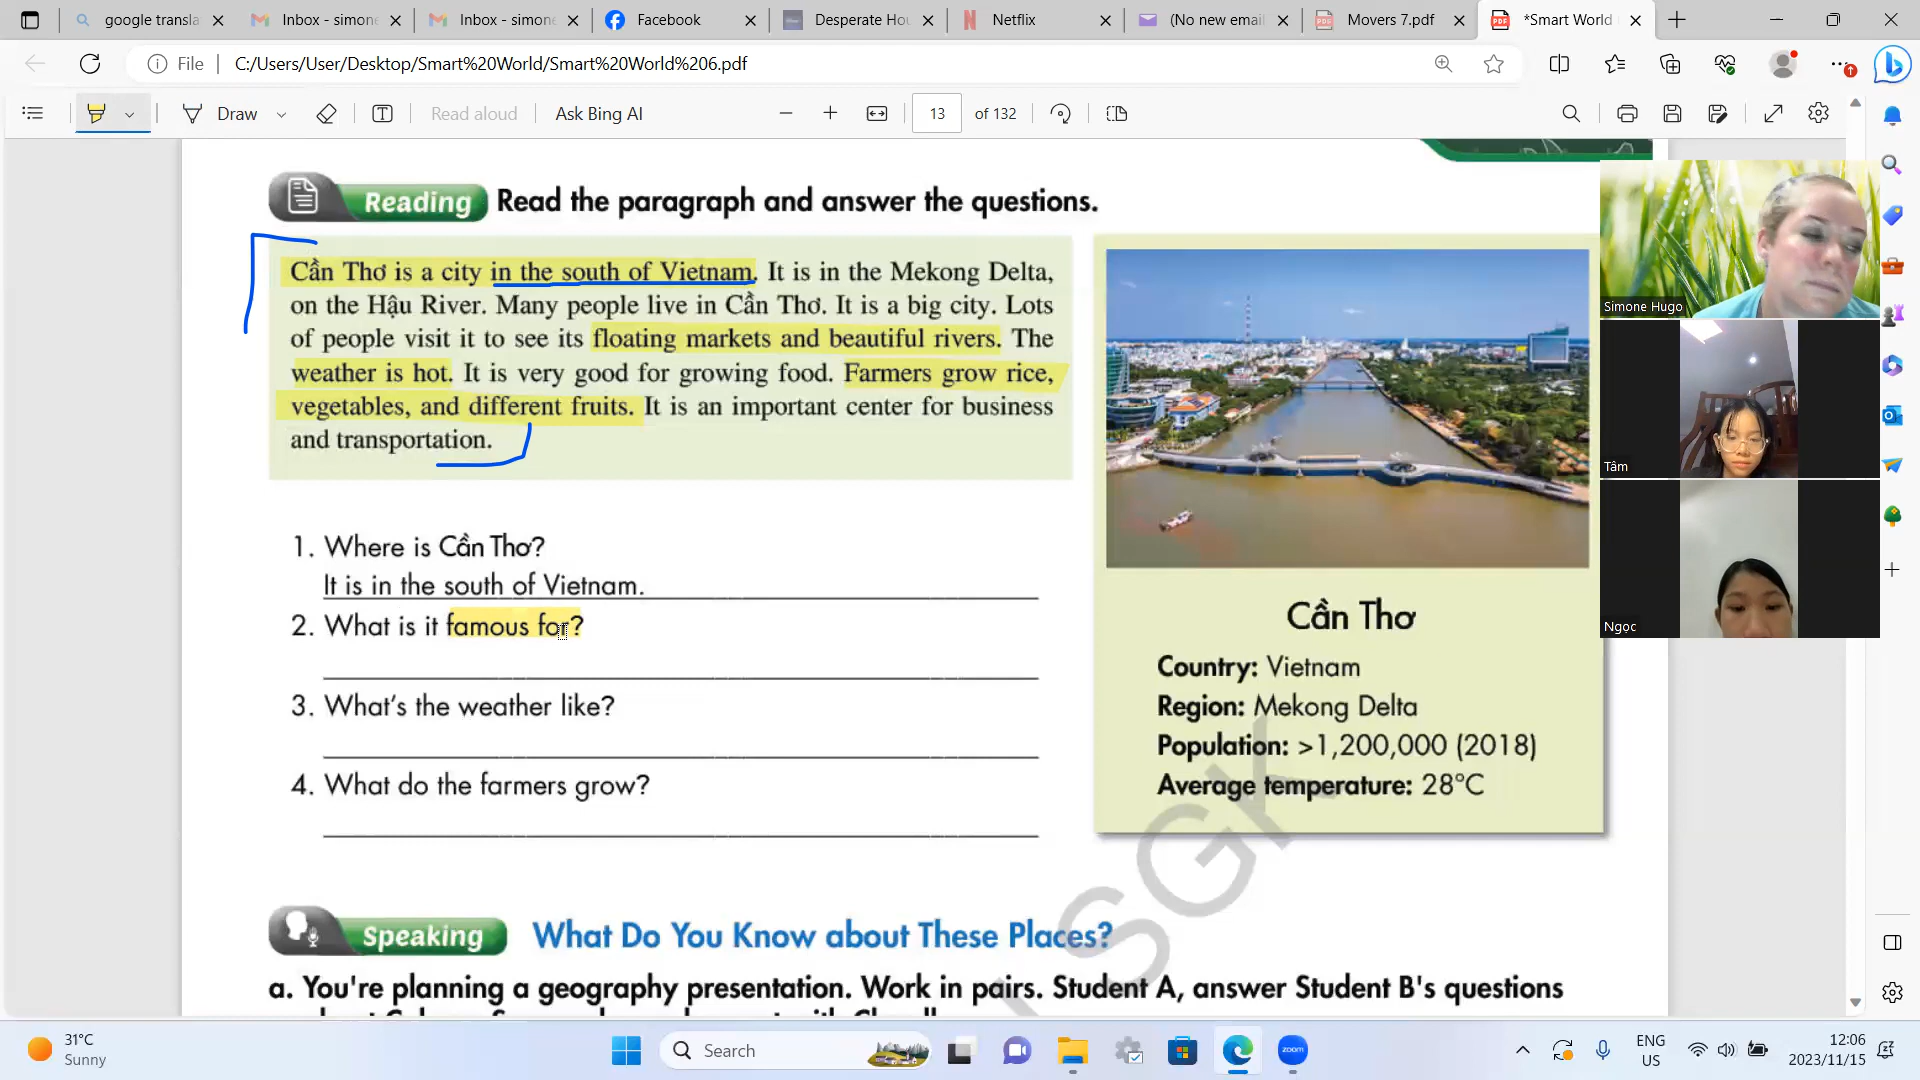 google transla
Inbox - simone
Inbox - simone
Facebook
Desperate Hou
Netflix
(No new email
Movers 7.pdf
*Smart World
File
C:/Users/User/Desktop/Smart%20World/Smart%20World%206.pdf
Draw
Read aloud
Ask Bing AI
13 of 132
Reading Read the paragraph and answer the questions.
Cần Thơ is a city in the south of Vietnam. It is in the Mekong Delta,
on the Hậu River. Many people live in Cần Thơ. It is a big city. Lots
of people visit it to see its floating markets and beautiful rivers. The
weather is hot. It is very good for growing food. Farmers grow rice,
vegetables, and different fruits. It is an important center for business
and transportation.
1. Where is Cần Thơ?
It is in the south of Vietnam.
2. What is it famous for?
3. What's the weather like?
4. What do the farmers grow?
Cần Thơ
Country: Vietnam
Region: Mekong Delta
Population: >1,200,000 (2018)
Average temperature: 28°C
SGK
Simone Hugo
Tâm
Ngọc
Speaking What Do You Know about These Places?
a. You're planning a geography presentation. Work in pairs. Student A, answer Student B's questions
31°C
Sunny
Search
zoom
ENG
US
12:06
2023/11/15